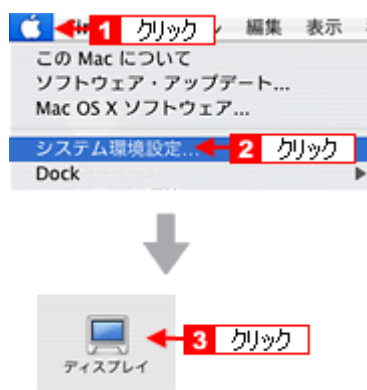 1 クリック 編集 表示
この Mac について
ソフトウェア・アップデート...
Mac OS X ソフトウェア...
システム環境設定... 2 クリック
Dock
3 クリック
ディスプレイ